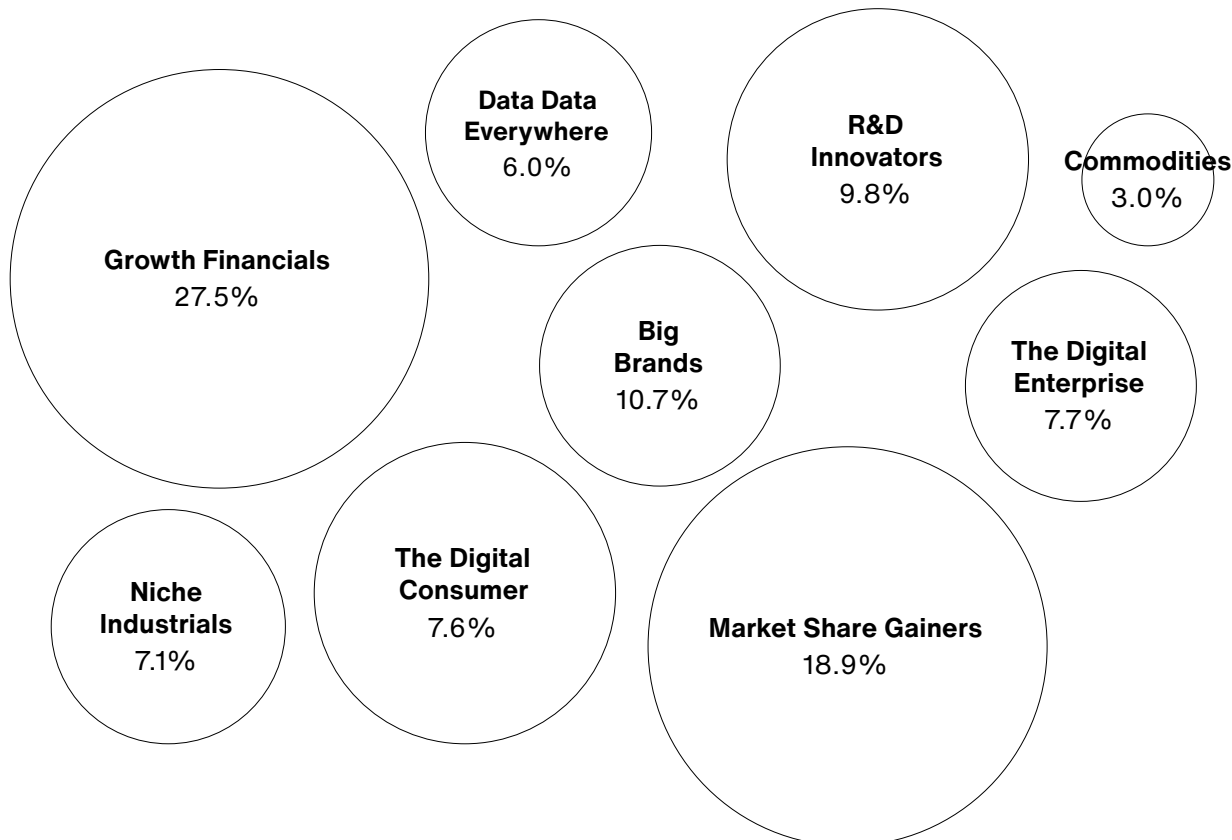 Data Data
Everywhere
6.0%
R&D
Innovators
9.8%
Commodities
3.0%
Growth Financials
27.5%
Big
Brands
10.7%
The Digital
Enterprise
7.7%
The Digital
Consumer
7.6%
Niche
Industrials
7.1%
Market Share Gainers
18.9%